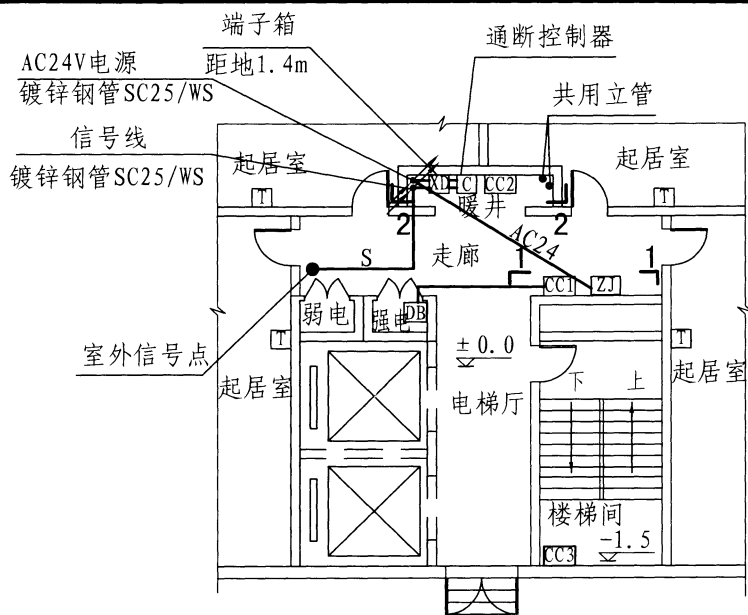 端子箱
距地1.4m
通断控制器
AC24V电源
镀锌钢管SC25/WS
共用立管
信号线
镀锌钢管SC25/WS
起居室
起居室
XD
C
CC2
T
T
暖井
2
2
AC24
S
走廊
1
1
CC1
ZJ
弱电
强电
DB
±0.0
T
T
室外信号点
起居室
起居室
电梯厅
下
上
楼梯间
-1.5
CC3